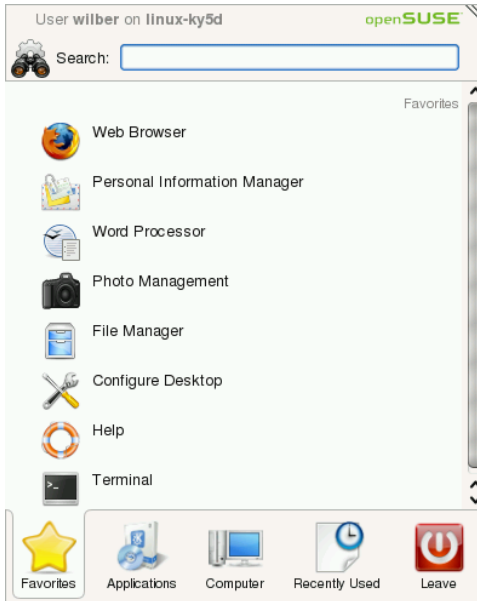 User wilber on linux-ky5d openSUSE
Search:
Favorites
Web Browser
Personal Information Manager
Word Processor
Photo Management
File Manager
Configure Desktop
Help
>_
Terminal
Favorites Applications Computer Recently Used Leave